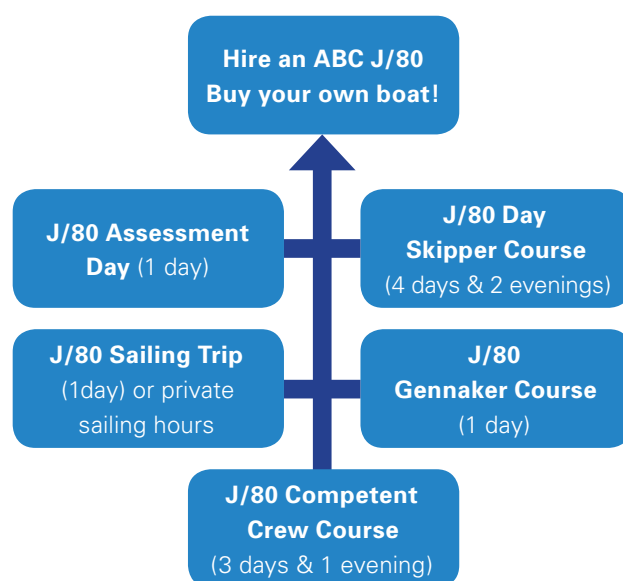 Hire an ABC J/80
Buy your own boat!
J/80 Assessment
Day (1 day)
J/80 Day
Skipper Course
(4 days & 2 evenings)
J/80 Sailing Trip
(1day) or private
sailing hours
J/80
Gennaker Course
(1 day)
J/80 Competent
Crew Course
(3 days & 1 evening)